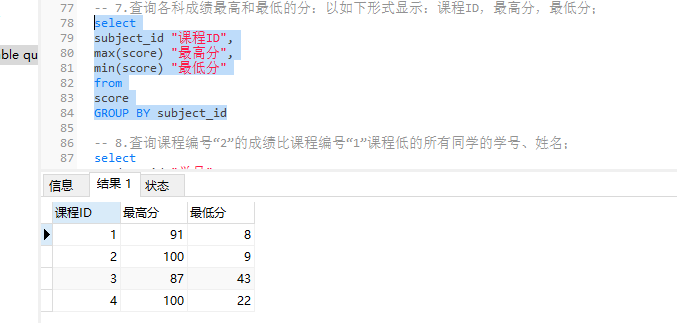 77 -- 7.查询各科成绩最高和最低的分: 以如下形式显示: 课程ID, 最高分, 最低分;
78 select
79 subject_id "课程ID",
80 max(score) "最高分",
81 min(score) "最低分"
82 from
83 score
84 GROUP BY subject_id
85
86 -- 8.查询课程编号“2”的成绩比课程编号“1”课程低的所有同学的学号、姓名;
87 select
ible qu
信息 结果 1 状态
课程ID 最高分 最低分
1 91 8
2 100 9
3 87 43
4 100 22